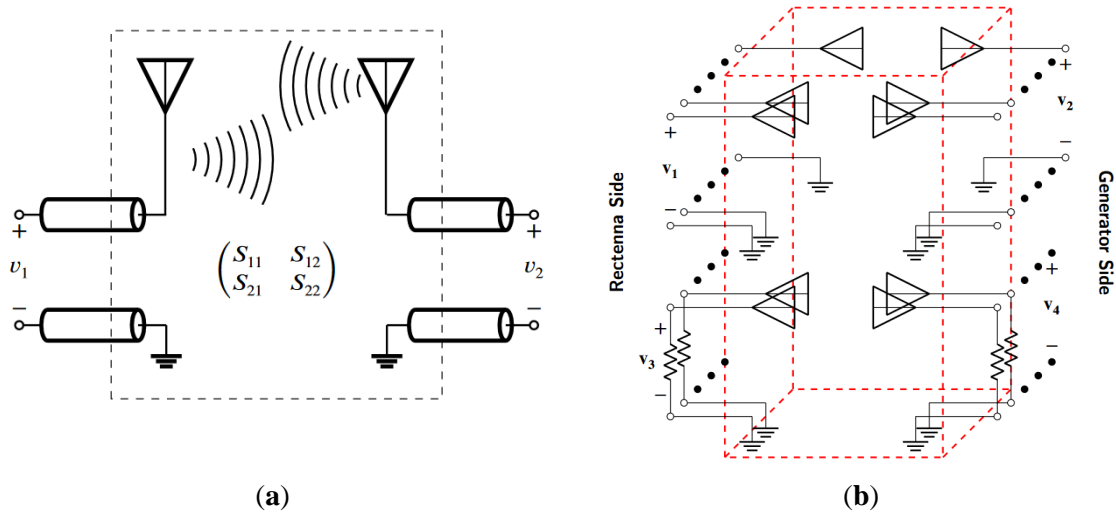 +
v₁
−
(S₁₁ S₁₂
S₂₁ S₂₂)
+
v₂
−
(a)
Rectenna Side
+
v₁
−
+
v₂
−
+
v₃
−
+
v₄
−
Generator Side
(b)